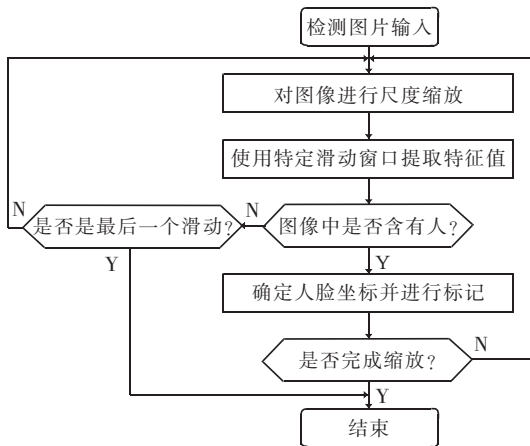 检测图片输入
对图像进行尺度缩放
使用特定滑动窗口提取特征值
N
是否是最后一个滑动？
N
图像中是否含有人？
Y
Y
确定人脸坐标并进行标记
是否完成缩放？
N
Y
结束